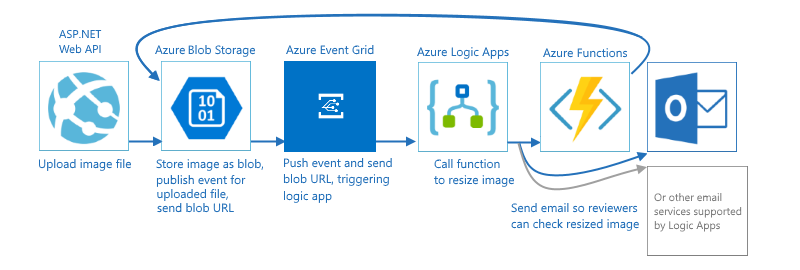 ASP.NET
Web API
Azure Blob Storage
Azure Event Grid
Azure Logic Apps
Azure Functions
10
01
O
Upload image file
Store image as blob,
publish event for
uploaded file,
send blob URL
Push event and send
blob URL, triggering
logic app
Call function
to resize image
Send email so reviewers
can check resized image
Or other email
services supported
by Logic Apps